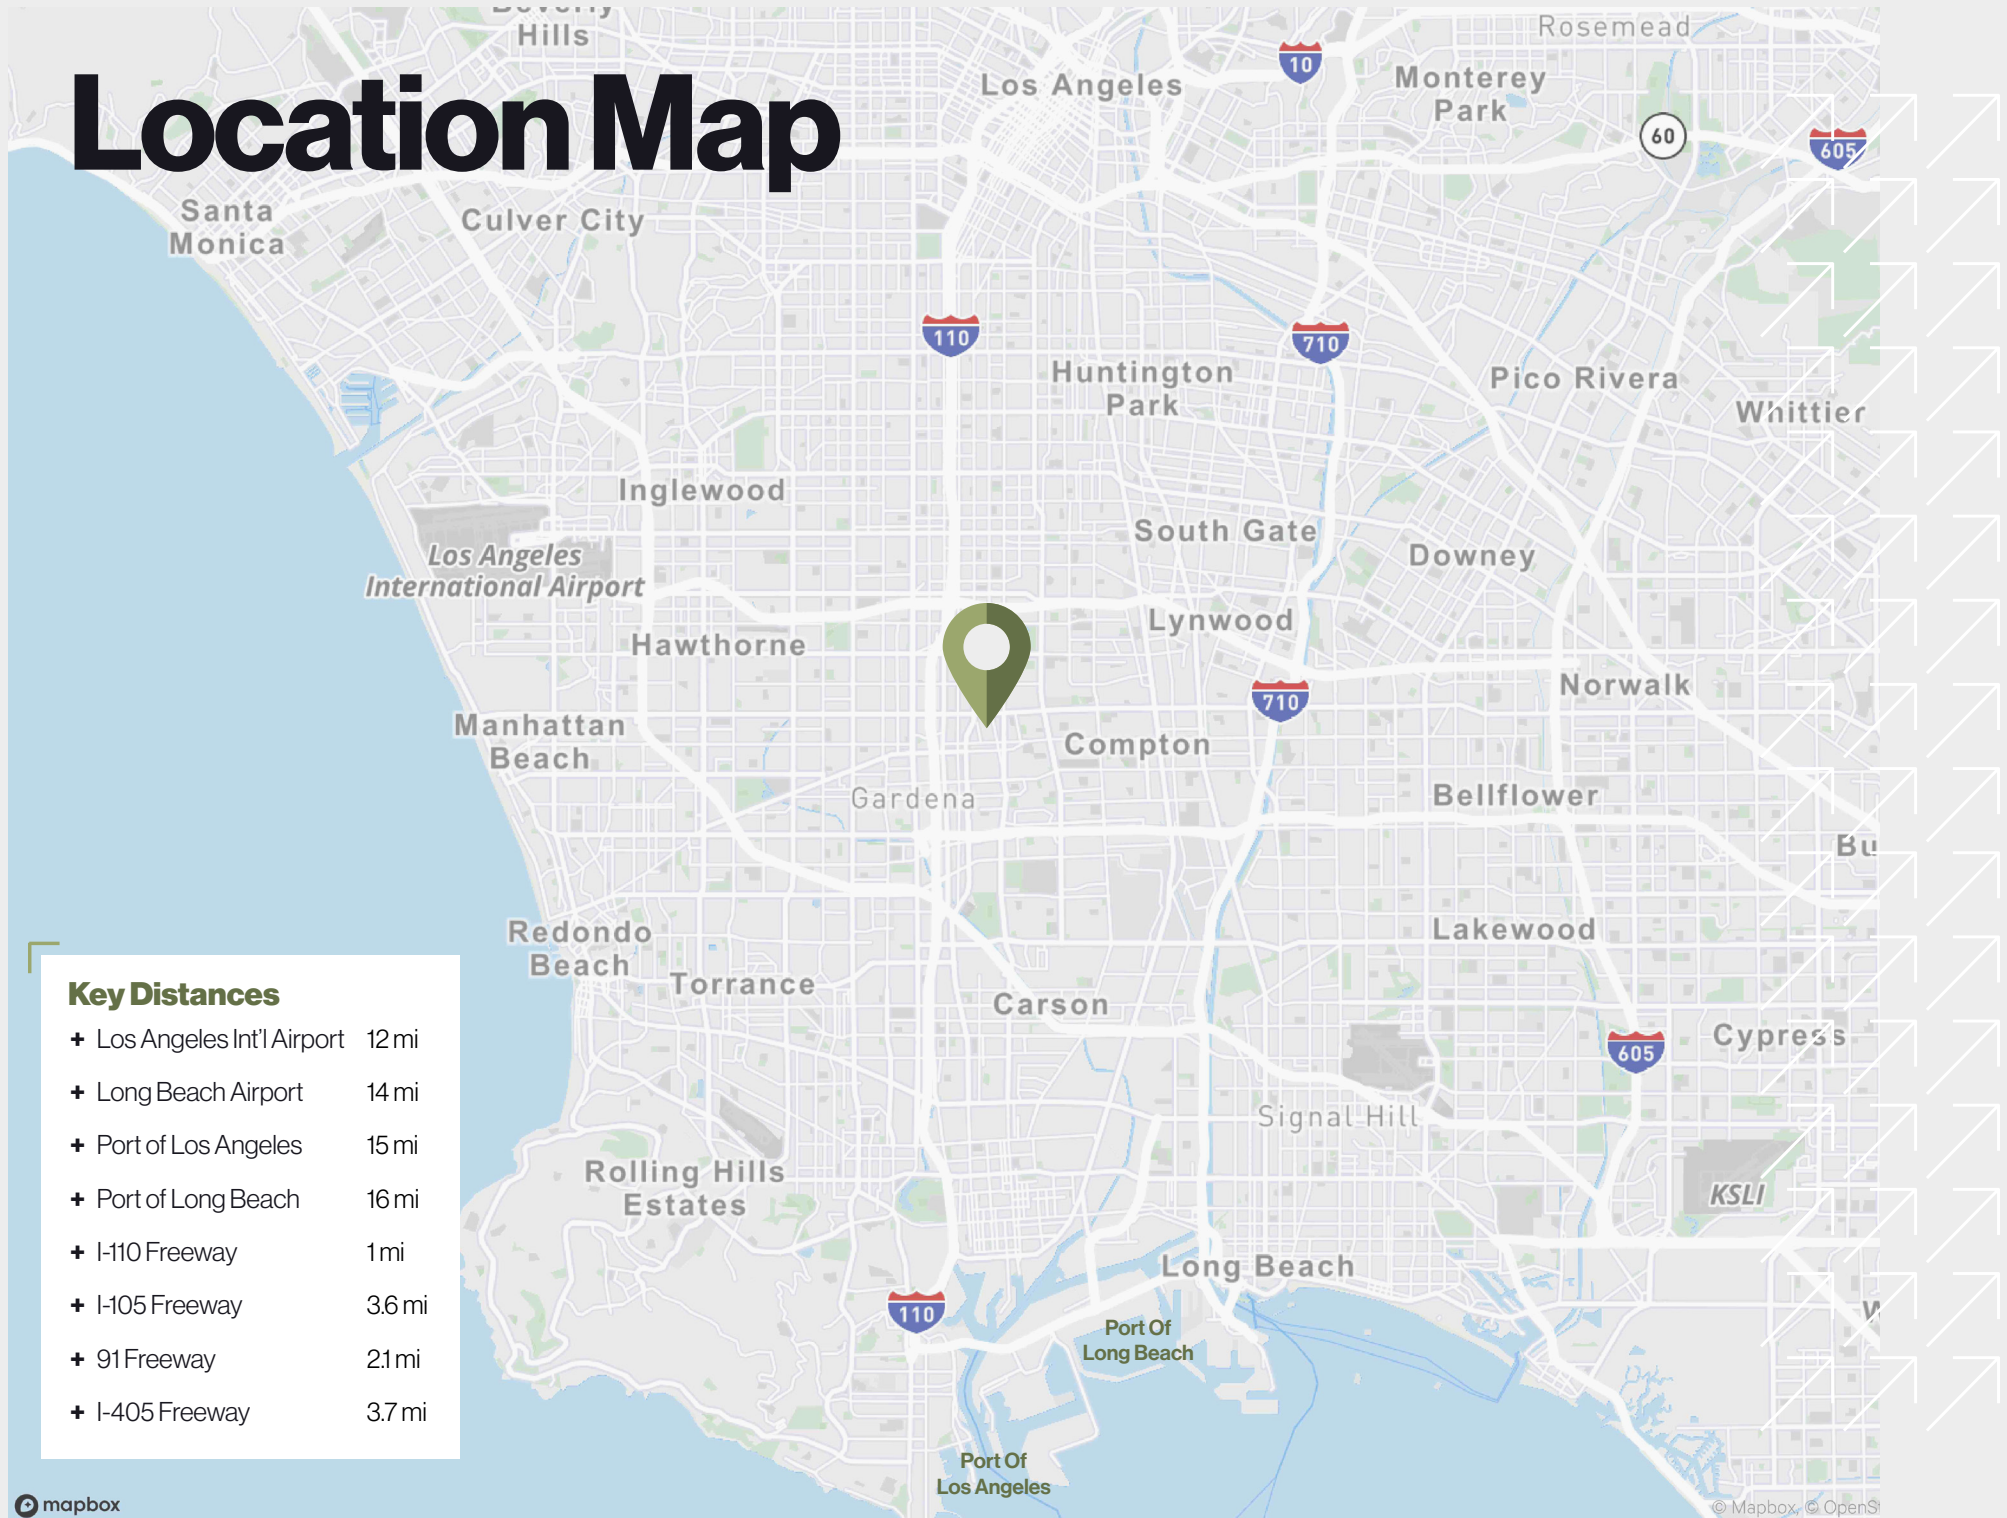 Hills
Location Map
Los Angeles
10
Monterey
Park
Rosemead
60
605
Santa
Monica
Culver City
110
710
Huntington
Park
Pico Rivera
Whittier
Inglewood
Los Angeles
International Airport
South Gate
Downey
Lynwood
Hawthorne
710
Norwalk
Manhattan
Beach
Compton
Gardena
Bellflower
Bu
Redondo
Beach
Torrance
Lakewood
Carson
605
Cypress
Signal Hill
Rolling Hills
Estates
KSLI
Long Beach
110
Port Of
Long Beach
Port Of
Los Angeles
Key Distances
+ Los Angeles Int'l Airport 12 mi
+ Long Beach Airport 14 mi
+ Port of Los Angeles 15 mi
+ Port of Long Beach 16 mi
+ I-110 Freeway 1 mi
+ I-105 Freeway 3.6 mi
+ 91 Freeway 2.1 mi
+ I-405 Freeway 3.7 mi
mapbox
© Mapbox, © OpenSt